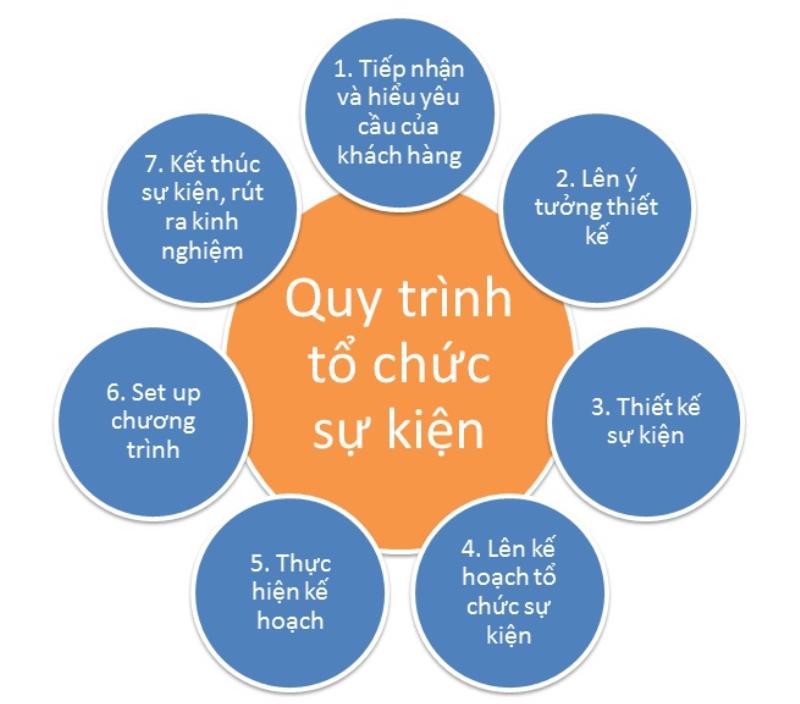 1. Tiếp nhận
và hiểu yêu
cầu của
khách hàng
2. Lên ý
tưởng thiết
kế
3. Thiết kế
sự kiện
4. Lên kế
hoạch tổ
chức sự
kiện
5. Thực
hiện kế
hoạch
6. Set up
chương
trình
7. Kết thúc
sự kiện, rút
ra kinh
nghiệm
Quy trình
tổ chức
sự kiện